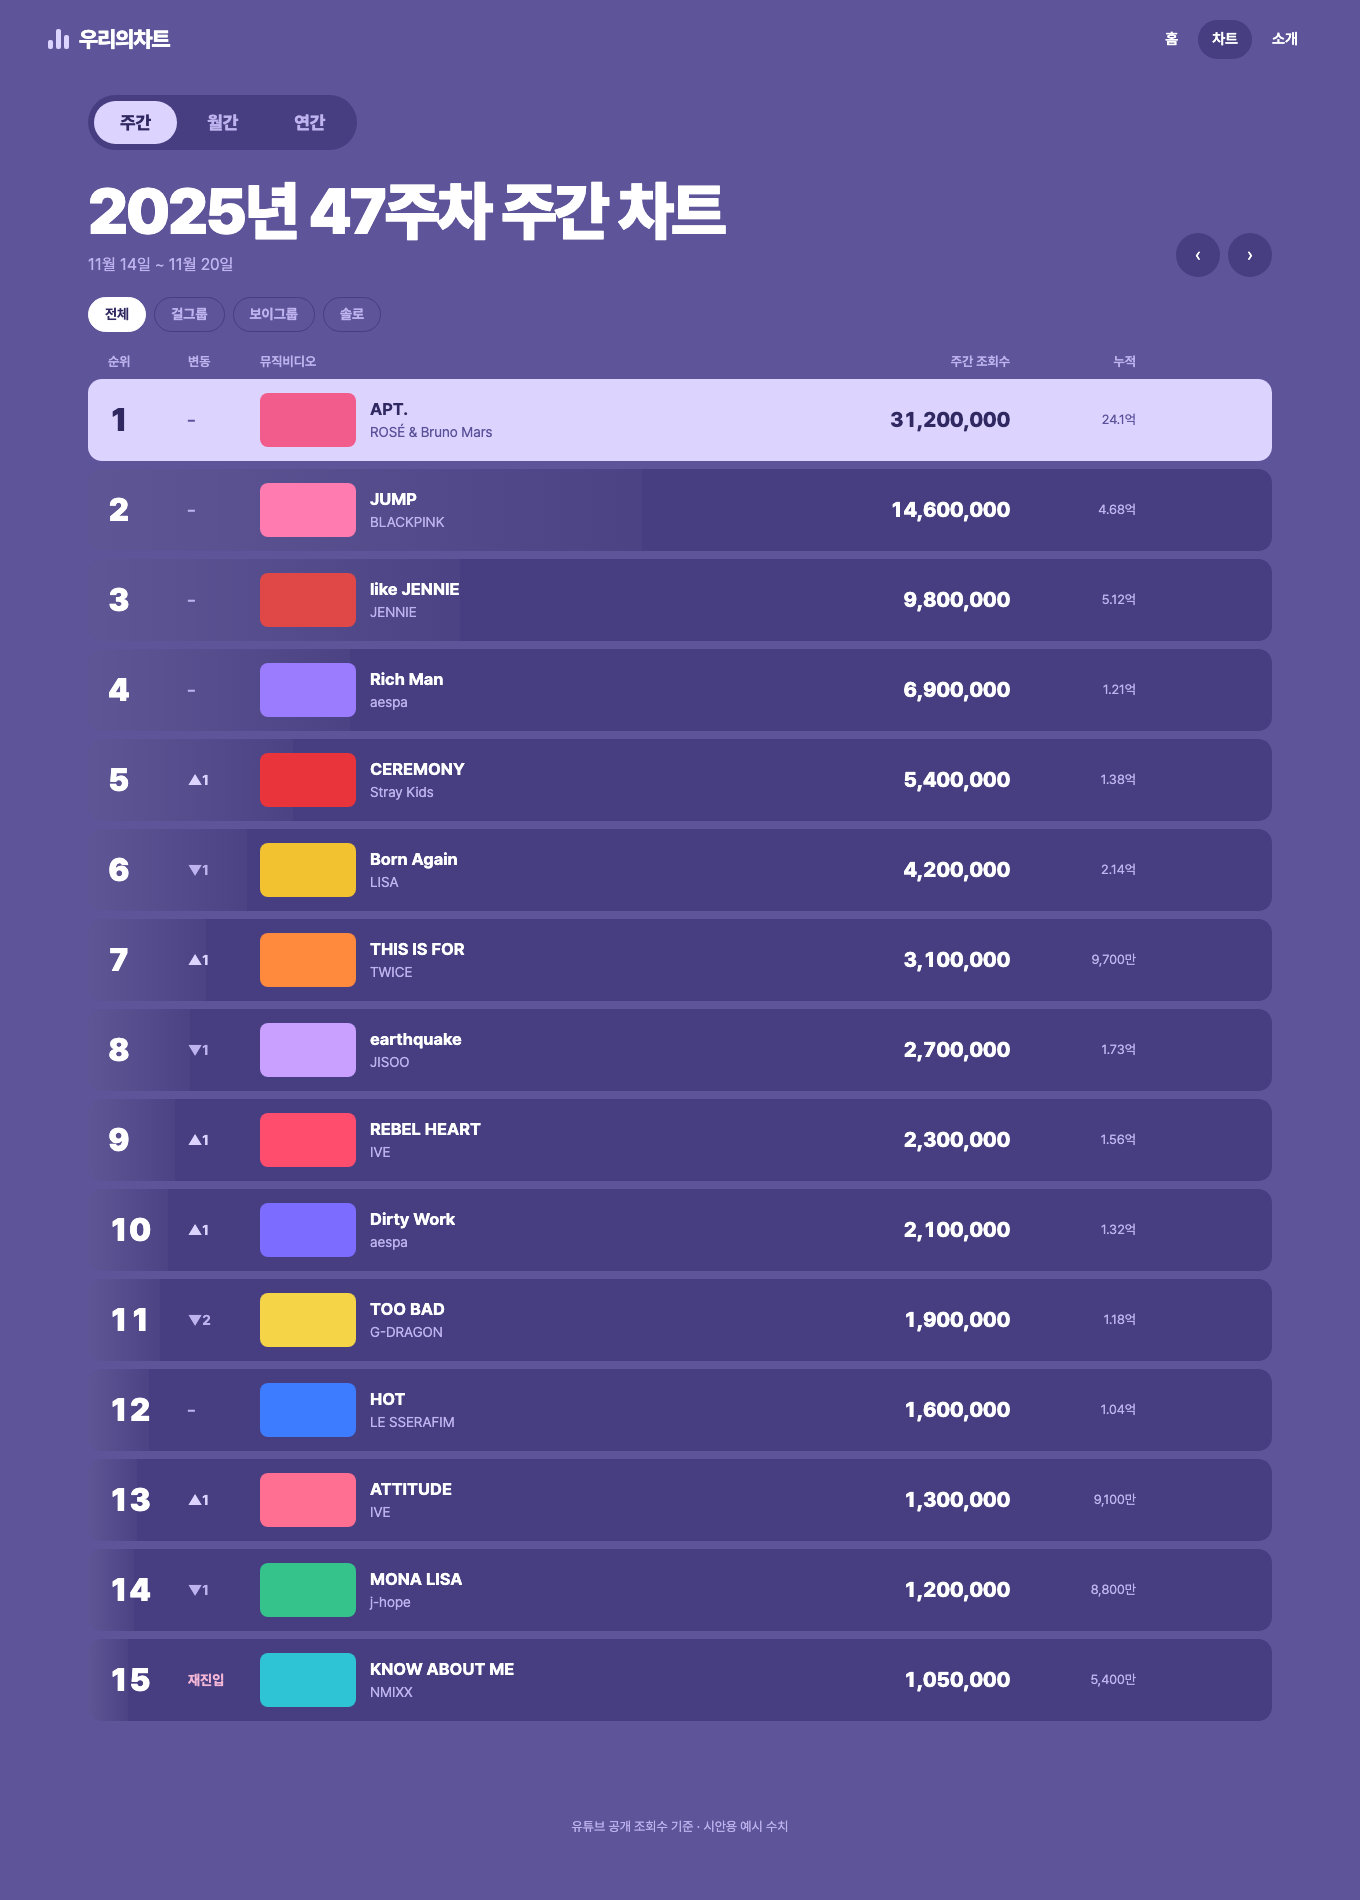 우리의차트
홈 차트 소개
주간 월간 연간
2025년 47주차 주간 차트
11월 14일 ~ 11월 20일
‹ ›
전체 걸그룹 보이그룹 솔로
순위 변동 뮤직비디오 주간 조회수 누적
1 – APT. 31,200,000 24.1억
ROSÉ & Bruno Mars
2 – JUMP 14,600,000 4.68억
BLACKPINK
3 – like JENNIE 9,800,000 5.12억
JENNIE
4 – Rich Man 6,900,000 1.21억
aespa
5 ▲1 CEREMONY 5,400,000 1.38억
Stray Kids
6 ▼1 Born Again 4,200,000 2.14억
LISA
7 ▲1 THIS IS FOR 3,100,000 9,700만
TWICE
8 ▼1 earthquake 2,700,000 1.73억
JISOO
9 ▲1 REBEL HEART 2,300,000 1.56억
IVE
10 ▲1 Dirty Work 2,100,000 1.32억
aespa
11 ▼2 TOO BAD 1,900,000 1.18억
G-DRAGON
12 – HOT 1,600,000 1.04억
LE SSERAFIM
13 ▲1 ATTITUDE 1,300,000 9,100만
IVE
14 ▼1 MONA LISA 1,200,000 8,800만
j-hope
15 재진입 KNOW ABOUT ME 1,050,000 5,400만
NMIXX
유튜브 공개 조회수 기준 · 시안용 예시 수치